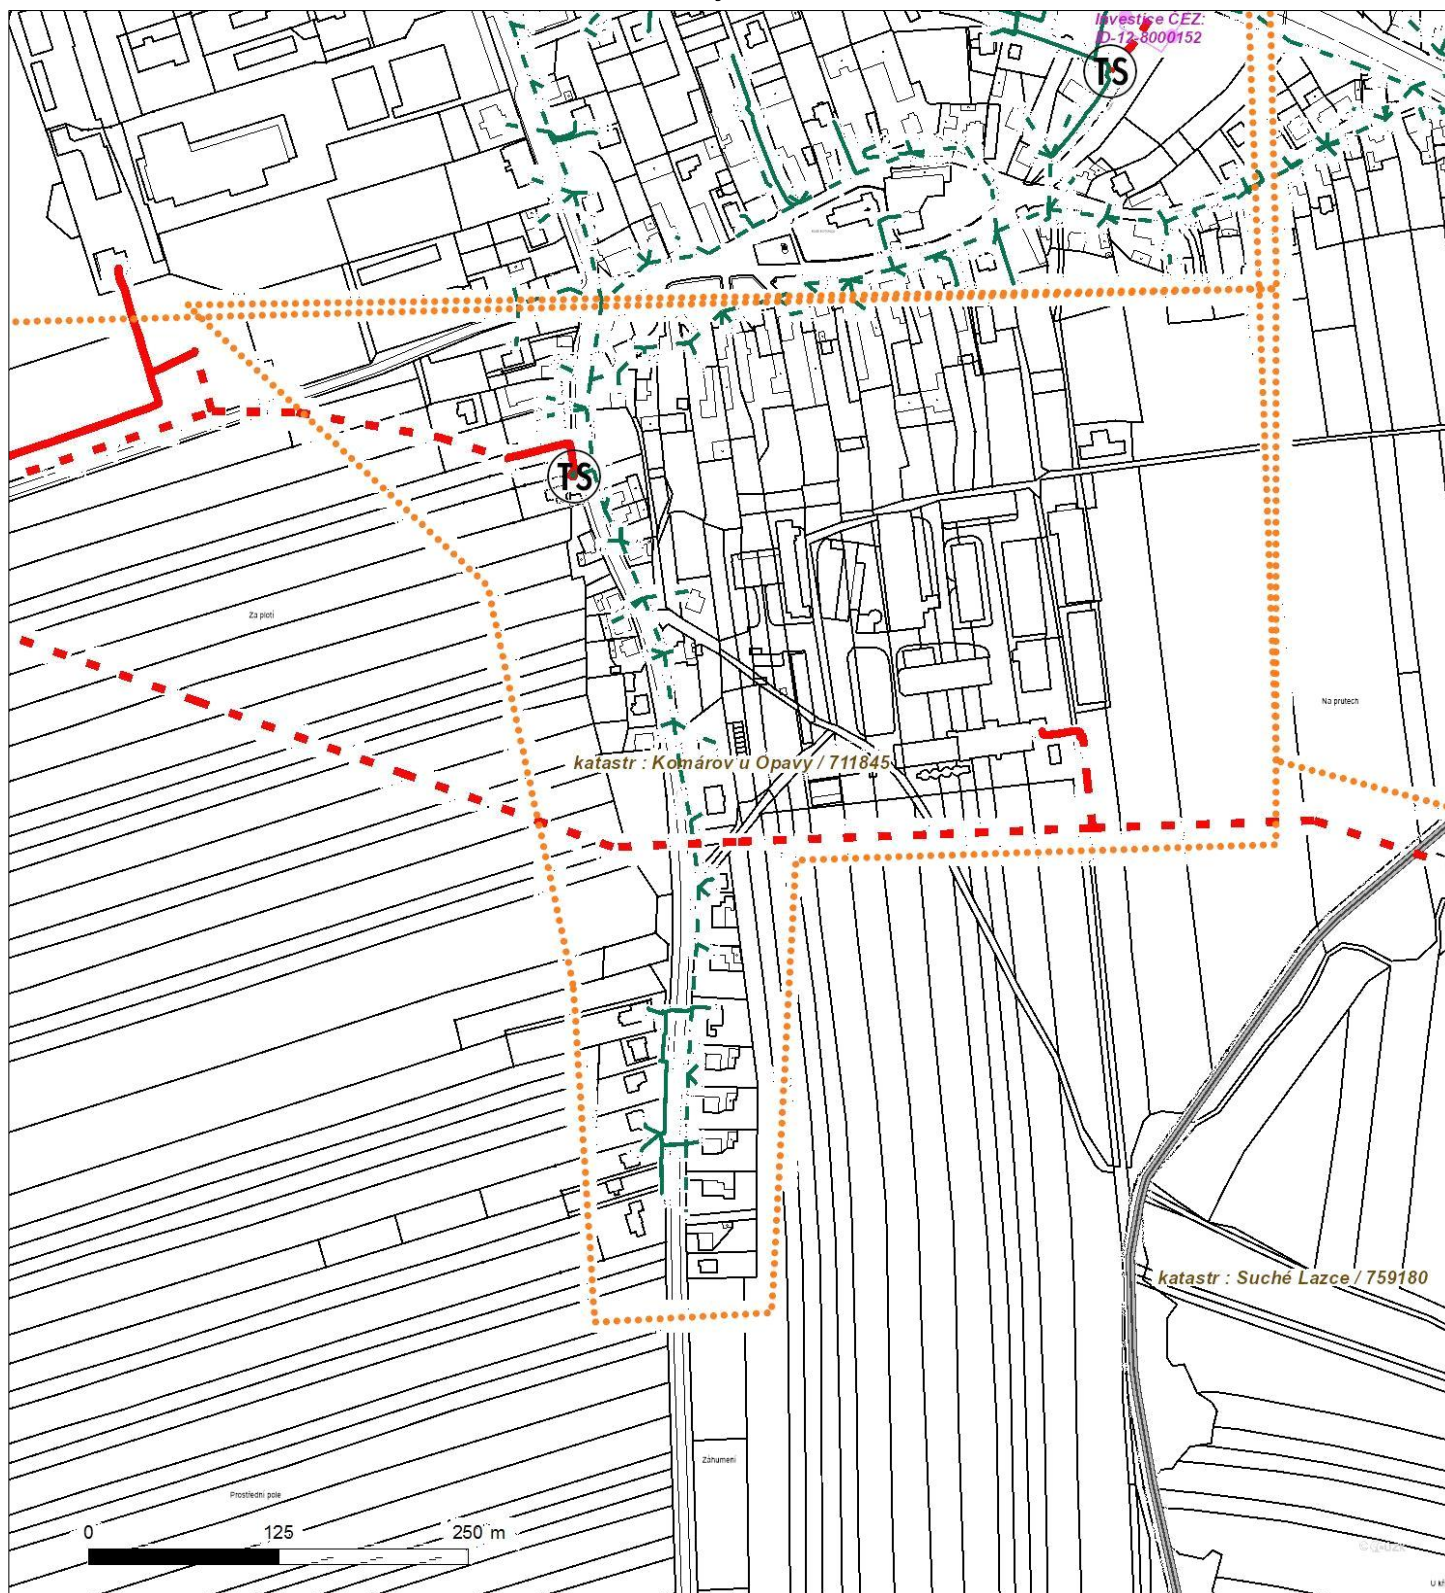 Investice ČEZ:
ID-12-8000152
TS
TS
Za ploti
Na prutech
katastr : Komárov u Opavy / 711845
katastr : Suché Lazce / 759180
Záhumení
Prostřední pole
0 125 250 m